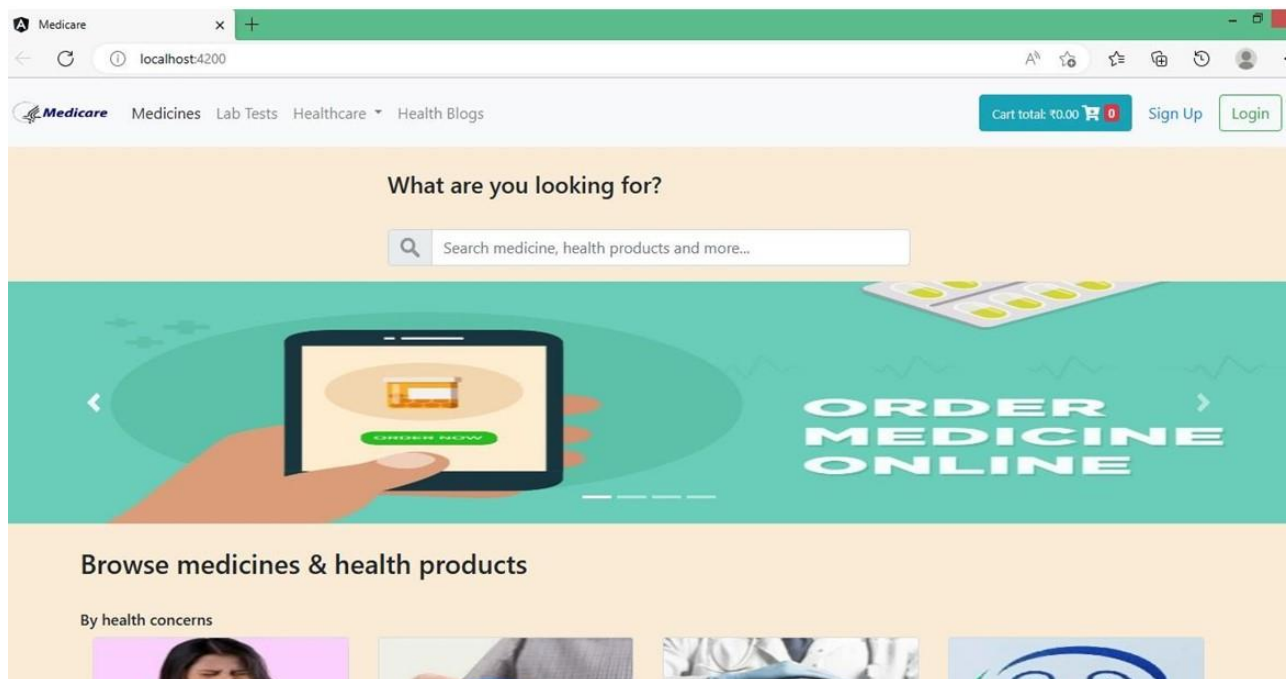 Medicare
localhost:4200
Medicare Medicines Lab Tests Healthcare Health Blogs Cart total: ₹0.00 0 Sign Up Login
What are you looking for?
Search medicine, health products and more...
ORDER NOW
ORDER
MEDICINE
ONLINE
Browse medicines & health products
By health concerns